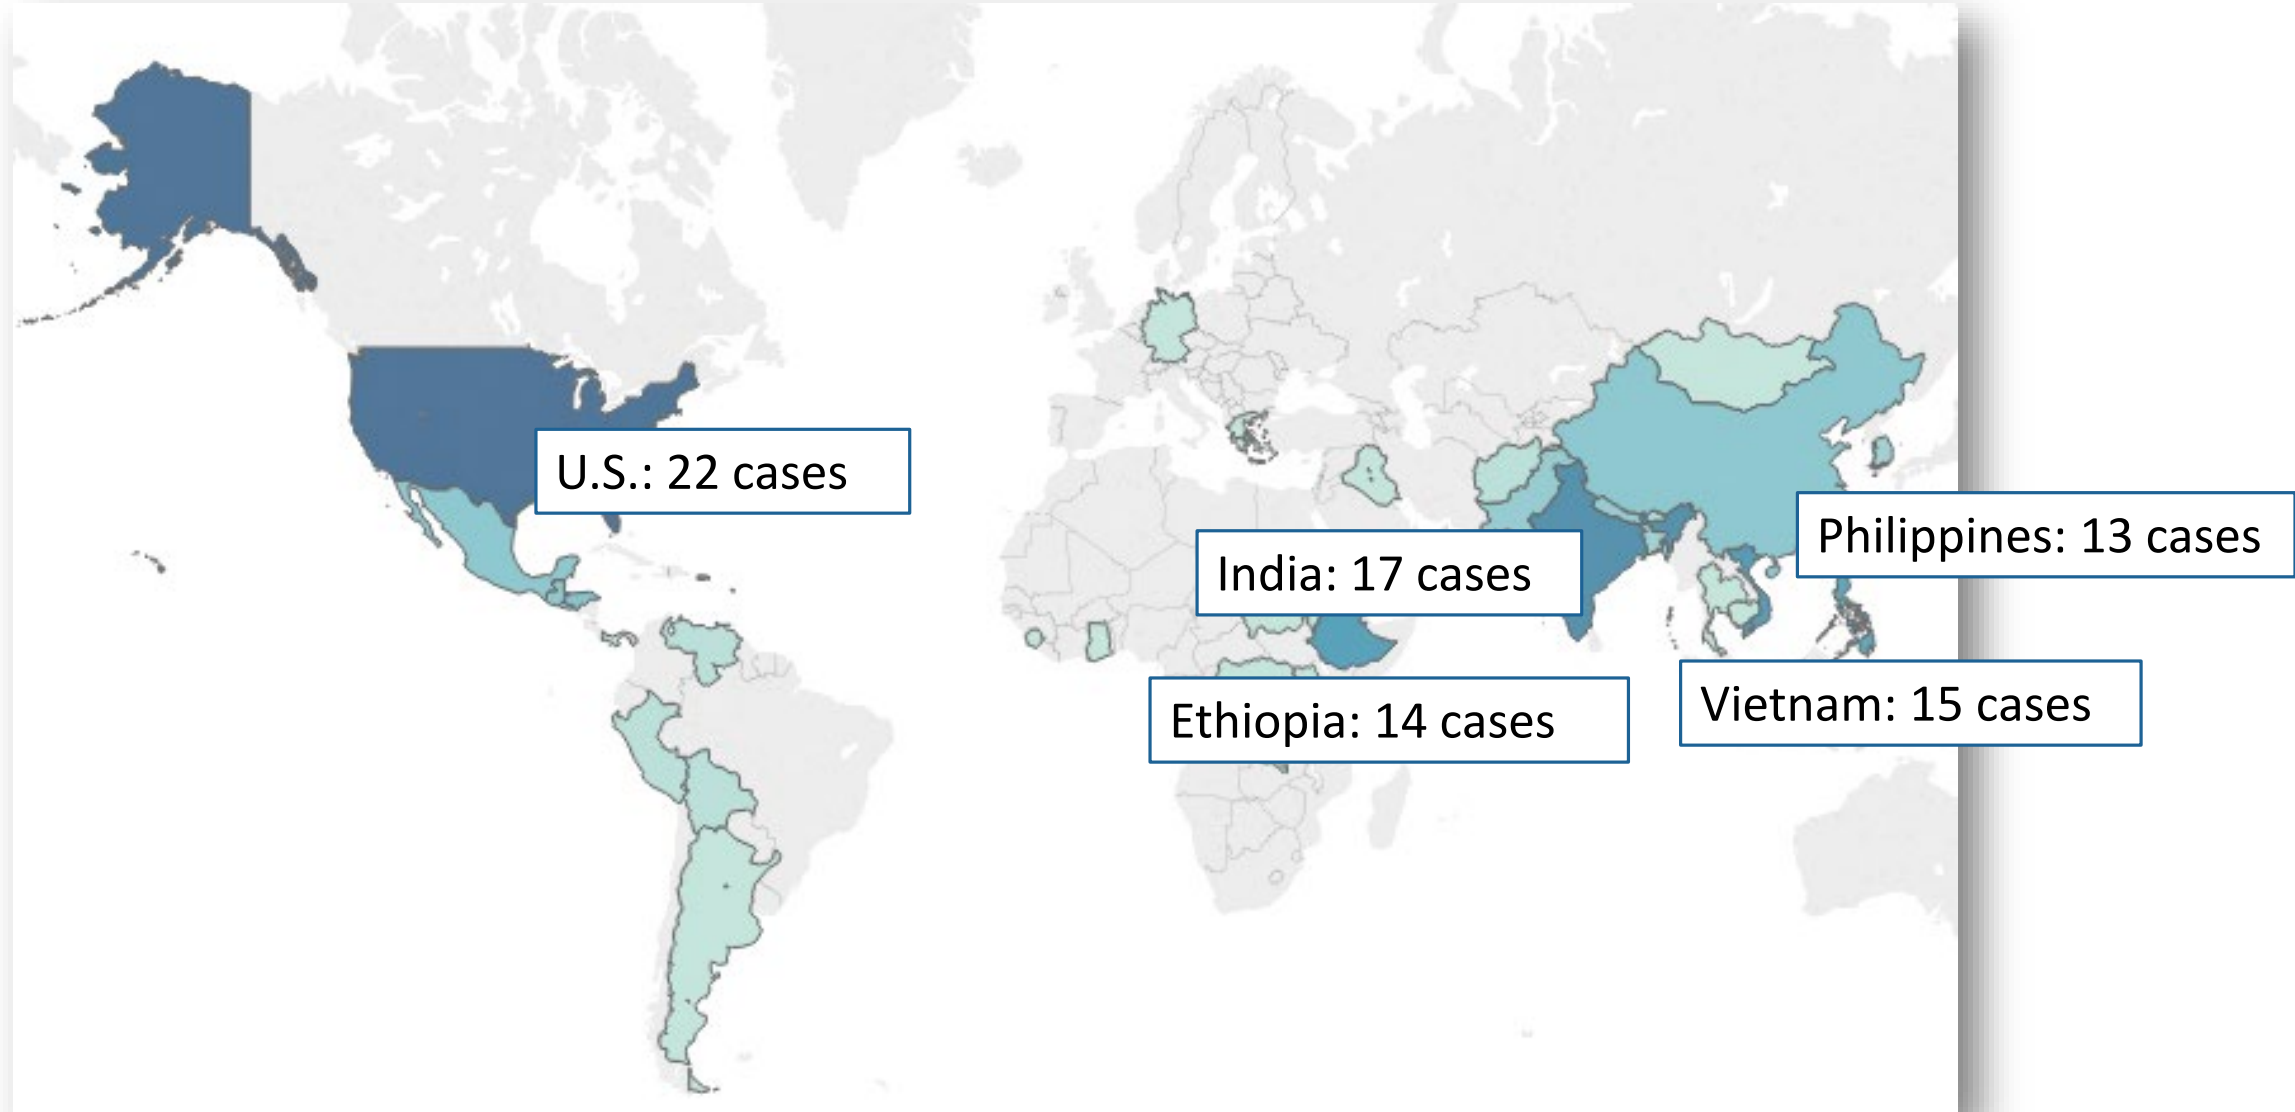 U.S.: 22 cases
Philippines: 13 cases
India: 17 cases
Vietnam: 15 cases
Ethiopia: 14 cases